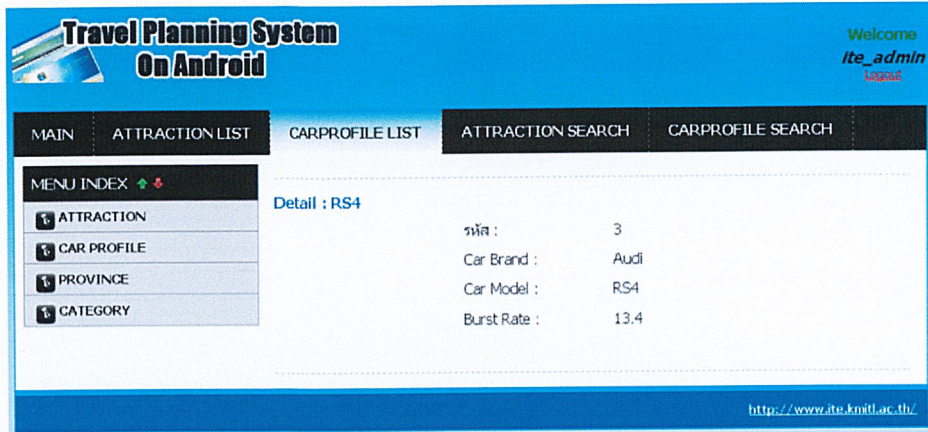 Travel Planning System
On Android
Welcome
ite_admin
Logout
MAIN
ATTRACTION LIST
CARPROFILE LIST
ATTRACTION SEARCH
CARPROFILE SEARCH
MENU INDEX
ATTRACTION
CAR PROFILE
PROVINCE
CATEGORY
Detail : RS4
รหัส : 3
Car Brand : Audi
Car Model : RS4
Burst Rate : 13.4
http://www.ite.kmitl.ac.th/